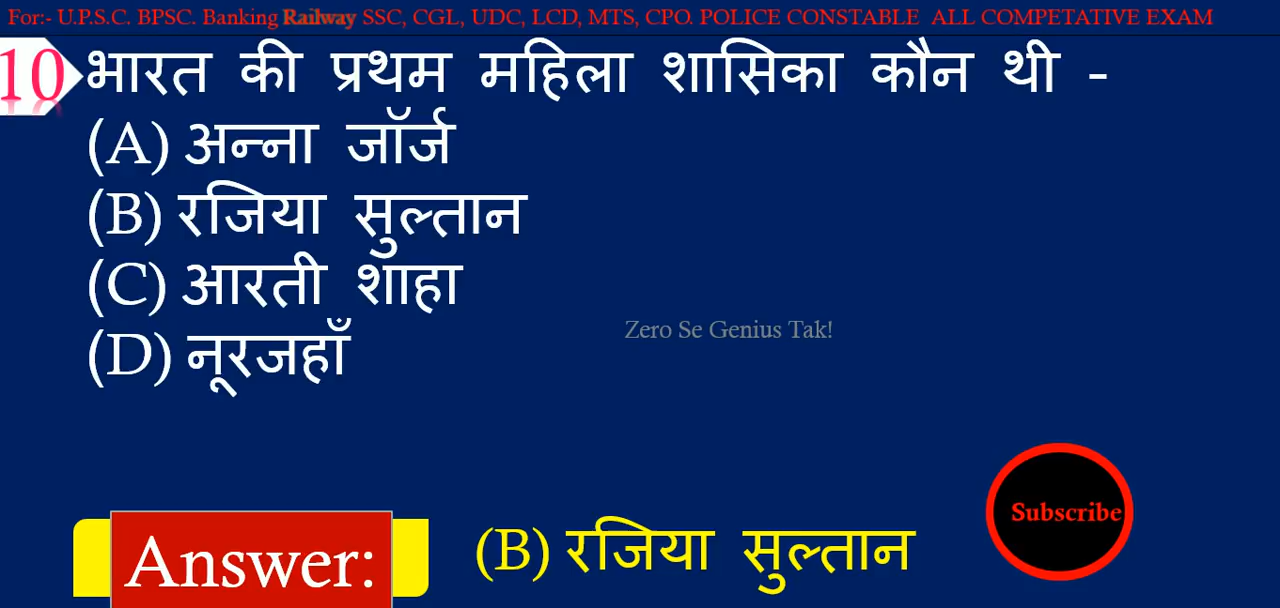 For:- U.P.S.C. BPSC. Banking Railway SSC, CGL, UDC, LCD, MTS, CPO. POLICE CONSTABLE ALL COMPETATIVE EXAM
10 भारत की प्रथम महिला शासिका कौन थी -
(A) अन्ना जॉर्ज
(B) रजिया सुल्तान
(C) आरती शाहा
Zero Se Genius Tak!
(D) नूरजहाँ
Subscribe
Answer: (B) रजिया सुल्तान